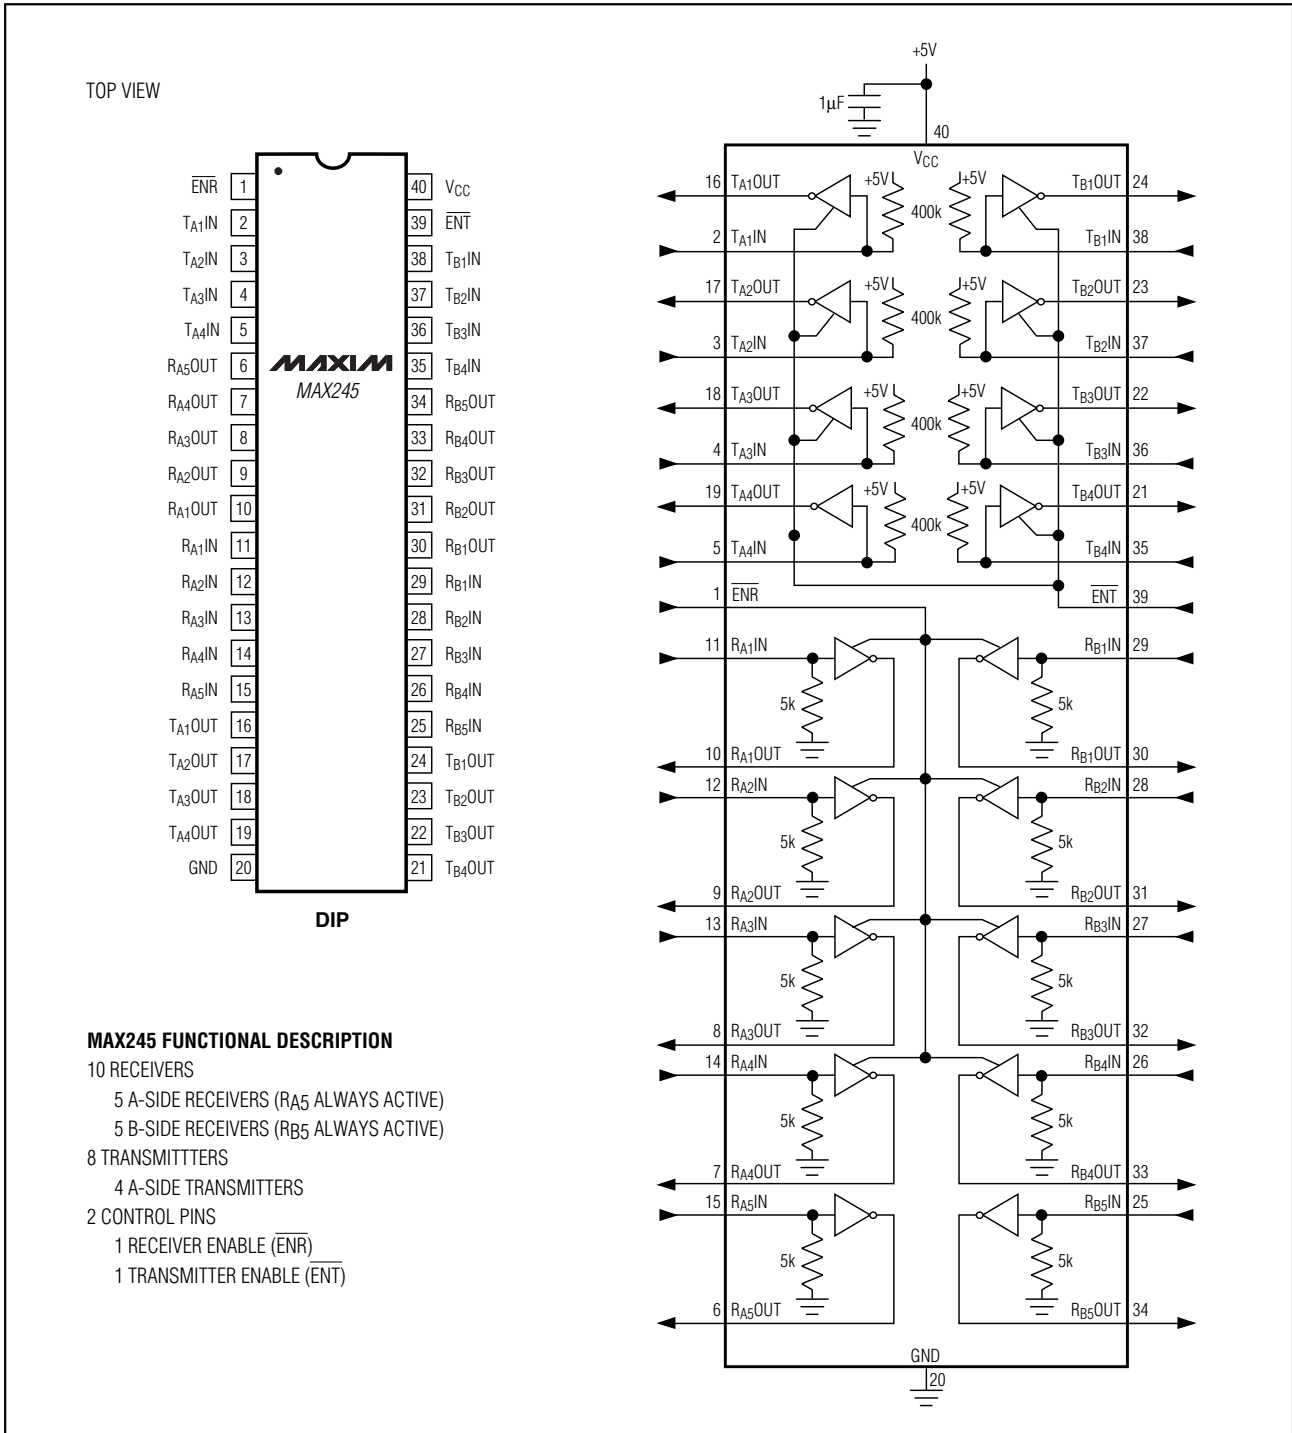 TOP VIEW
ENR 1
TA1IN 2
TA2IN 3
TA3IN 4
TA4IN 5
RA5OUT 6
RA4OUT 7
RA3OUT 8
RA2OUT 9
RA1OUT 10
RA1IN 11
RA2IN 12
RA3IN 13
RA4IN 14
RA5IN 15
TA1OUT 16
TA2OUT 17
TA3OUT 18
TA4OUT 19
GND 20
MAXIM
MAX245
40 VCC
39 ENT
38 TB1IN
37 TB2IN
36 TB3IN
35 TB4IN
34 RB5OUT
33 RB4OUT
32 RB3OUT
31 RB2OUT
30 RB1OUT
29 RB1IN
28 RB2IN
27 RB3IN
26 RB4IN
25 RB5IN
24 TB1OUT
23 TB2OUT
22 TB3OUT
21 TB4OUT
DIP
MAX245 FUNCTIONAL DESCRIPTION
10 RECEIVERS
5 A-SIDE RECEIVERS (RA5 ALWAYS ACTIVE)
5 B-SIDE RECEIVERS (RB5 ALWAYS ACTIVE)
8 TRANSMITTTERS
4 A-SIDE TRANSMITTERS
2 CONTROL PINS
1 RECEIVER ENABLE (ENR)
1 TRANSMITTER ENABLE (ENT)
+5V
1µF
40
VCC
16 TA1OUT +5V +5V TB1OUT 24
400k
2 TA1IN TB1IN 38
17 TA2OUT +5V +5V TB2OUT 23
400k
3 TA2IN TB2IN 37
18 TA3OUT +5V +5V TB3OUT 22
400k
4 TA3IN TB3IN 36
19 TA4OUT +5V +5V TB4OUT 21
400k
5 TA4IN TB4IN 35
1 ENR ENT 39
11 RA1IN RB1IN 29
5k 5k
10 RA1OUT RB1OUT 30
12 RA2IN RB2IN 28
5k 5k
9 RA2OUT RB2OUT 31
13 RA3IN RB3IN 27
5k 5k
8 RA3OUT RB3OUT 32
14 RA4IN RB4IN 26
5k 5k
7 RA4OUT RB4OUT 33
15 RA5IN RB5IN 25
5k 5k
6 RA5OUT RB5OUT 34
GND
20